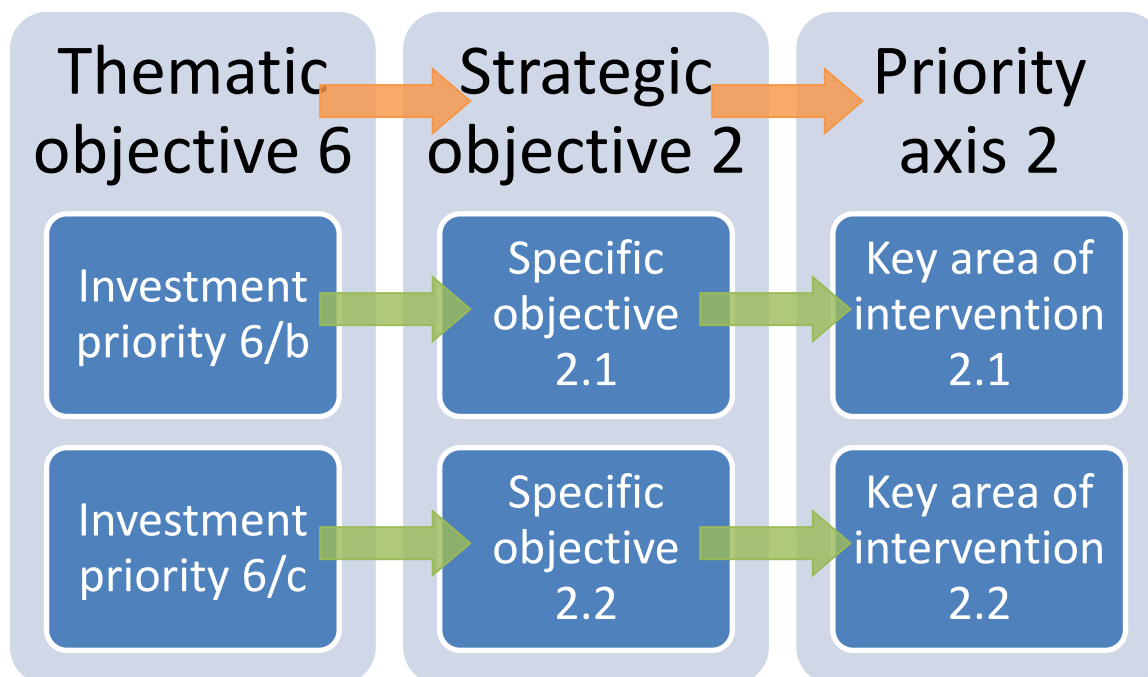 Thematic
objective 6
Investment
priority 6/b
Investment
priority 6/c
Strategic
objective 2
Specific
objective
2.1
Specific
objective
2.2
Priority
axis 2
Key area of
intervention
2.1
Key area of
intervention
2.2